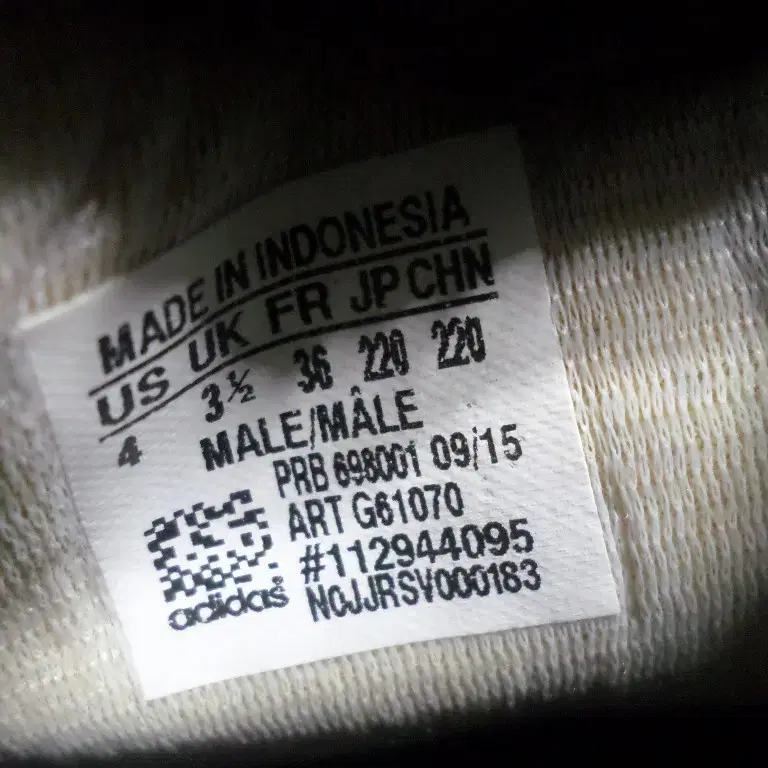 MADE IN INDONESIA
US UK FR JP CHN
4 3½ 36 220 220
MALE/MÂLE
PRB 698001 09/15
ART G61070
#112944095
NOJJRSV000183
adidas®